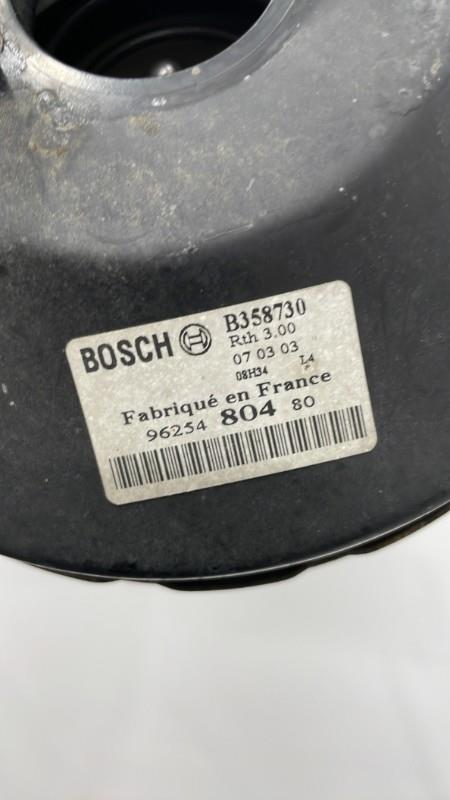 BOSCH B358730
Rth 3.00
07 03 03
08H34 L4
Fabriqué en France
96254 804 80